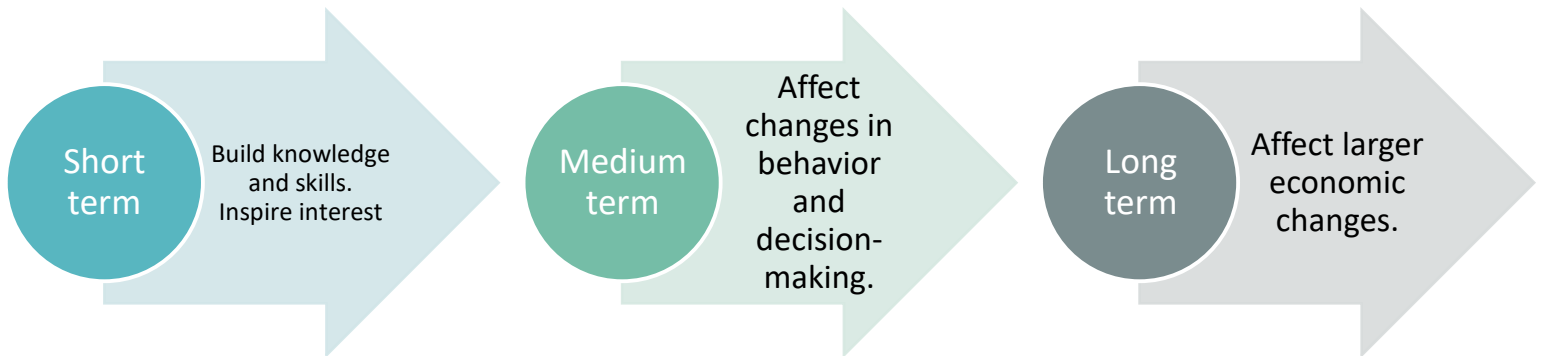 Short
term
Build knowledge
and skills.
Inspire interest
Medium
term
Affect
changes in
behavior
and
decision-
making.
Long
term
Affect larger
economic
changes.